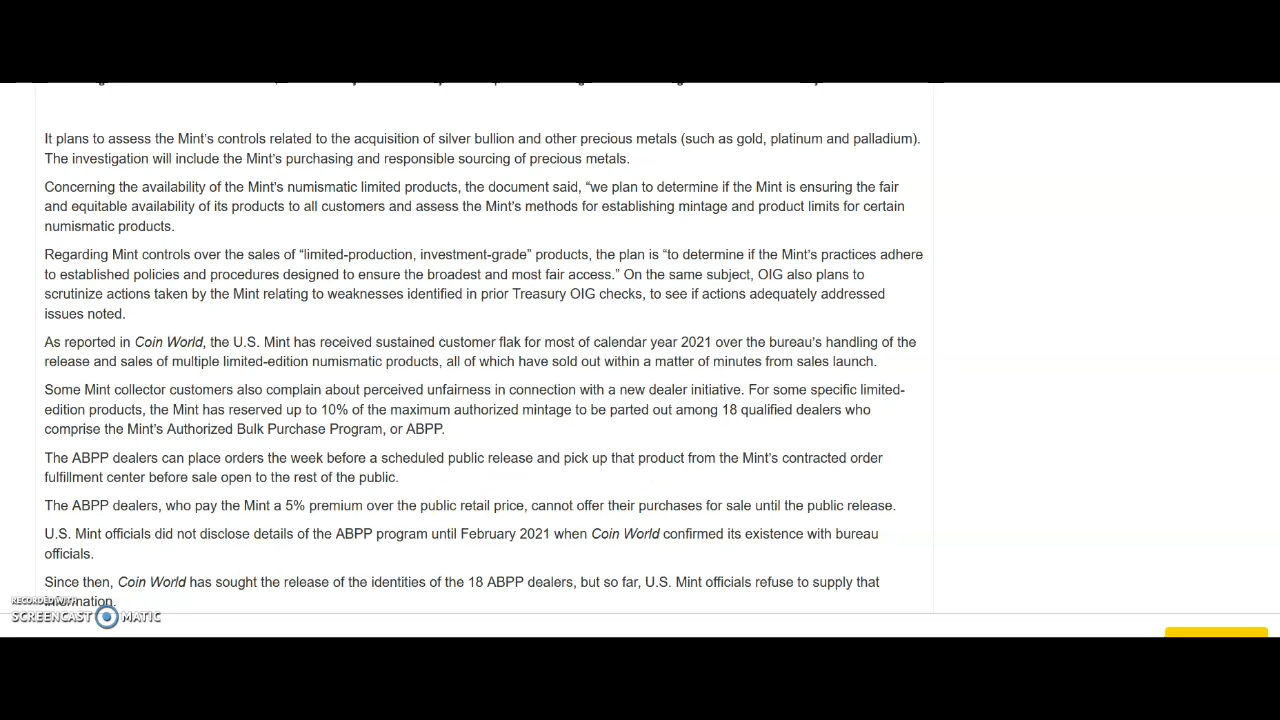 It plans to assess the Mint's controls related to the acquisition of silver bullion and other precious metals (such as gold, platinum and palladium).
The investigation will include the Mint's purchasing and responsible sourcing of precious metals.
Concerning the availability of the Mint's numismatic limited products, the document said, “we plan to determine if the Mint is ensuring the fair
and equitable availability of its products to all customers and assess the Mint's methods for establishing mintage and product limits for certain
numismatic products.
Regarding Mint controls over the sales of “limited-production, investment-grade” products, the plan is “to determine if the Mint's practices adhere
to established policies and procedures designed to ensure the broadest and most fair access.” On the same subject, OIG also plans to
scrutinize actions taken by the Mint relating to weaknesses identified in prior Treasury OIG checks, to see if actions adequately addressed
issues noted.
As reported in Coin World, the U.S. Mint has received sustained customer flak for most of calendar year 2021 over the bureau's handling of the
release and sales of multiple limited-edition numismatic products, all of which have sold out within a matter of minutes from sales launch.
Some Mint collector customers also complain about perceived unfairness in connection with a new dealer initiative. For some specific limited-
edition products, the Mint has reserved up to 10% of the maximum authorized mintage to be parted out among 18 qualified dealers who
comprise the Mint's Authorized Bulk Purchase Program, or ABPP.
The ABPP dealers can place orders the week before a scheduled public release and pick up that product from the Mint's contracted order
fulfillment center before sale open to the rest of the public.
The ABPP dealers, who pay the Mint a 5% premium over the public retail price, cannot offer their purchases for sale until the public release.
U.S. Mint officials did not disclose details of the ABPP program until February 2021 when Coin World confirmed its existence with bureau
officials.
Since then, Coin World has sought the release of the identities of the 18 ABPP dealers, but so far, U.S. Mint officials refuse to supply that
information.
RECORDED WITH
SCREENCAST MATIC